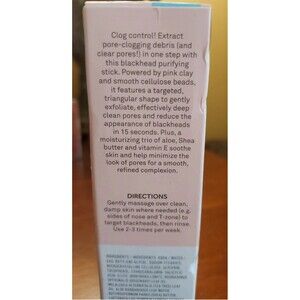 Clog control! Extract
pore-clogging debris (and
clear pores!) in one step with
this blackhead purifying
stick. Powered by pink clay
and smooth cellulose beads,
it features a targeted,
triangular shape to gently
exfoliate, effectively deep
clean pores and reduce
the appearance of blackheads
in 15 seconds. Plus, a
moisturizing trio of aloe, Shea
butter and vitamin E soothe
skin and help minimize the
look of pores for a smooth,
refined complexion.
DIRECTIONS
Gently massage over clean,
damp skin where needed (e.g.
sides of nose and T-zone) to
target blackheads, then rinse.
Use 2-3 times per week.